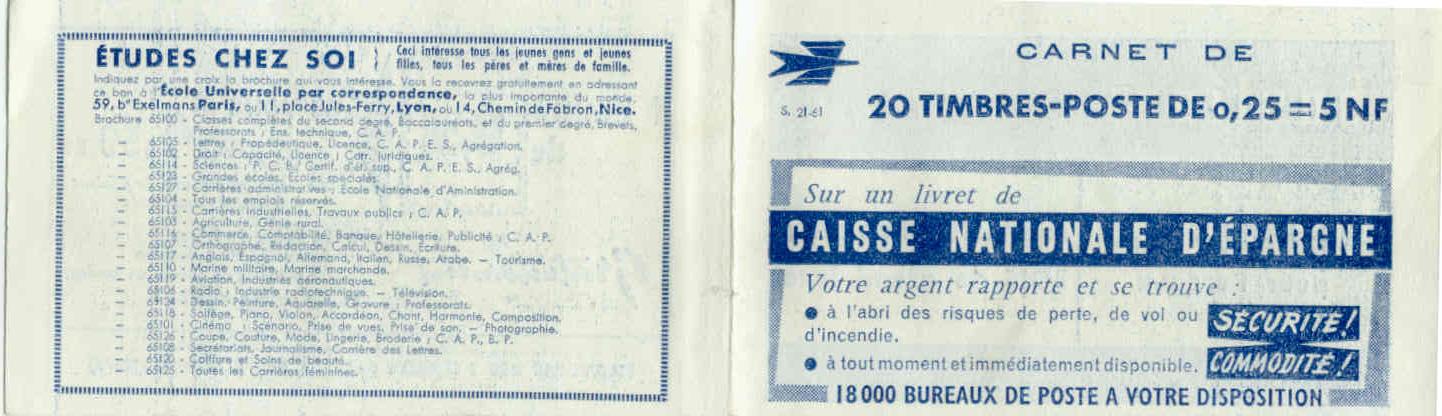 ÉTUDES CHEZ SOI
Ceci intéresse tous les jeunes gens et jeunes
filles, tous les pères et mères de famille.
Indiquez par une croix la brochure qui vous intéresse. Vous la recevrez gratuitement en adressant
ce bon à l'École Universelle par correspondance, la plus importante du monde,
59, bd Exelmans Paris, ou 11, place Jules-Ferry, Lyon, ou 14, Chemin de Fabron, Nice.
Brochure 65100 - Classes complètes du second degré, Baccalauréats, et du premier degré, Brevets,
Professorats ; Ens. technique, C. A. P.
— 65105 - Lettres : Propédeutique, Licence, C. A. P. E. S., Agrégation.
— 65102 - Droit : Capacité, Licence ; Carr. juridiques.
— 65114 - Sciences : P. C. B., Certif. d'ét. sup., C. A. P. E. S., Agrég.
— 65123 - Grandes écoles, Écoles spéciales.
— 65127 - Carrières administratives ; École Nationale d'Aministration.
— 65104 - Tous les emplois réservés.
— 65115 - Carrières industrielles, Travaux publics ; C. A. P.
— 65103 - Agriculture, Génie rural.
— 65116 - Commerce, Comptabilité, Banque, Hôtellerie, Publicité ; C. A. P.
— 65107 - Orthographe, Rédaction, Calcul, Dessin, Écriture.
— 65117 - Anglais, Espagnol, Allemand, Italien, Russe, Arabe. — Tourisme.
— 65110 - Marine militaire, Marine marchande.
— 65119 - Aviation, Industries aéronautiques.
— 65106 - Radio ; Industrie radiotechnique. — Télévision.
— 65124 - Dessin, Peinture, Aquarelle, Gravure ; Professorats.
— 65118 - Solfège, Piano, Violon, Accordéon, Chant, Harmonie, Composition.
— 65101 - Cinéma : Scénario, Prise de vues, Prise de son. — Photographie.
— 65126 - Coupe, Couture, Mode, Lingerie, Broderie ; C. A. P., B. P.
— 65108 - Secrétariats, Journalisme, Carrière des Lettres.
— 65120 - Coiffure et Soins de beauté.
— 65125 - Toutes les Carrières féminines.
CARNET DE
S. 21-61
20 TIMBRES-POSTE DE 0,25 = 5 NF
Sur un livret de
CAISSE NATIONALE D'ÉPARGNE
Votre argent rapporte et se trouve :
● à l'abri des risques de perte, de vol ou
d'incendie.
SÉCURITÉ !
● à tout moment et immédiatement disponible.
COMMODITÉ !
18 000 BUREAUX DE POSTE A VOTRE DISPOSITION